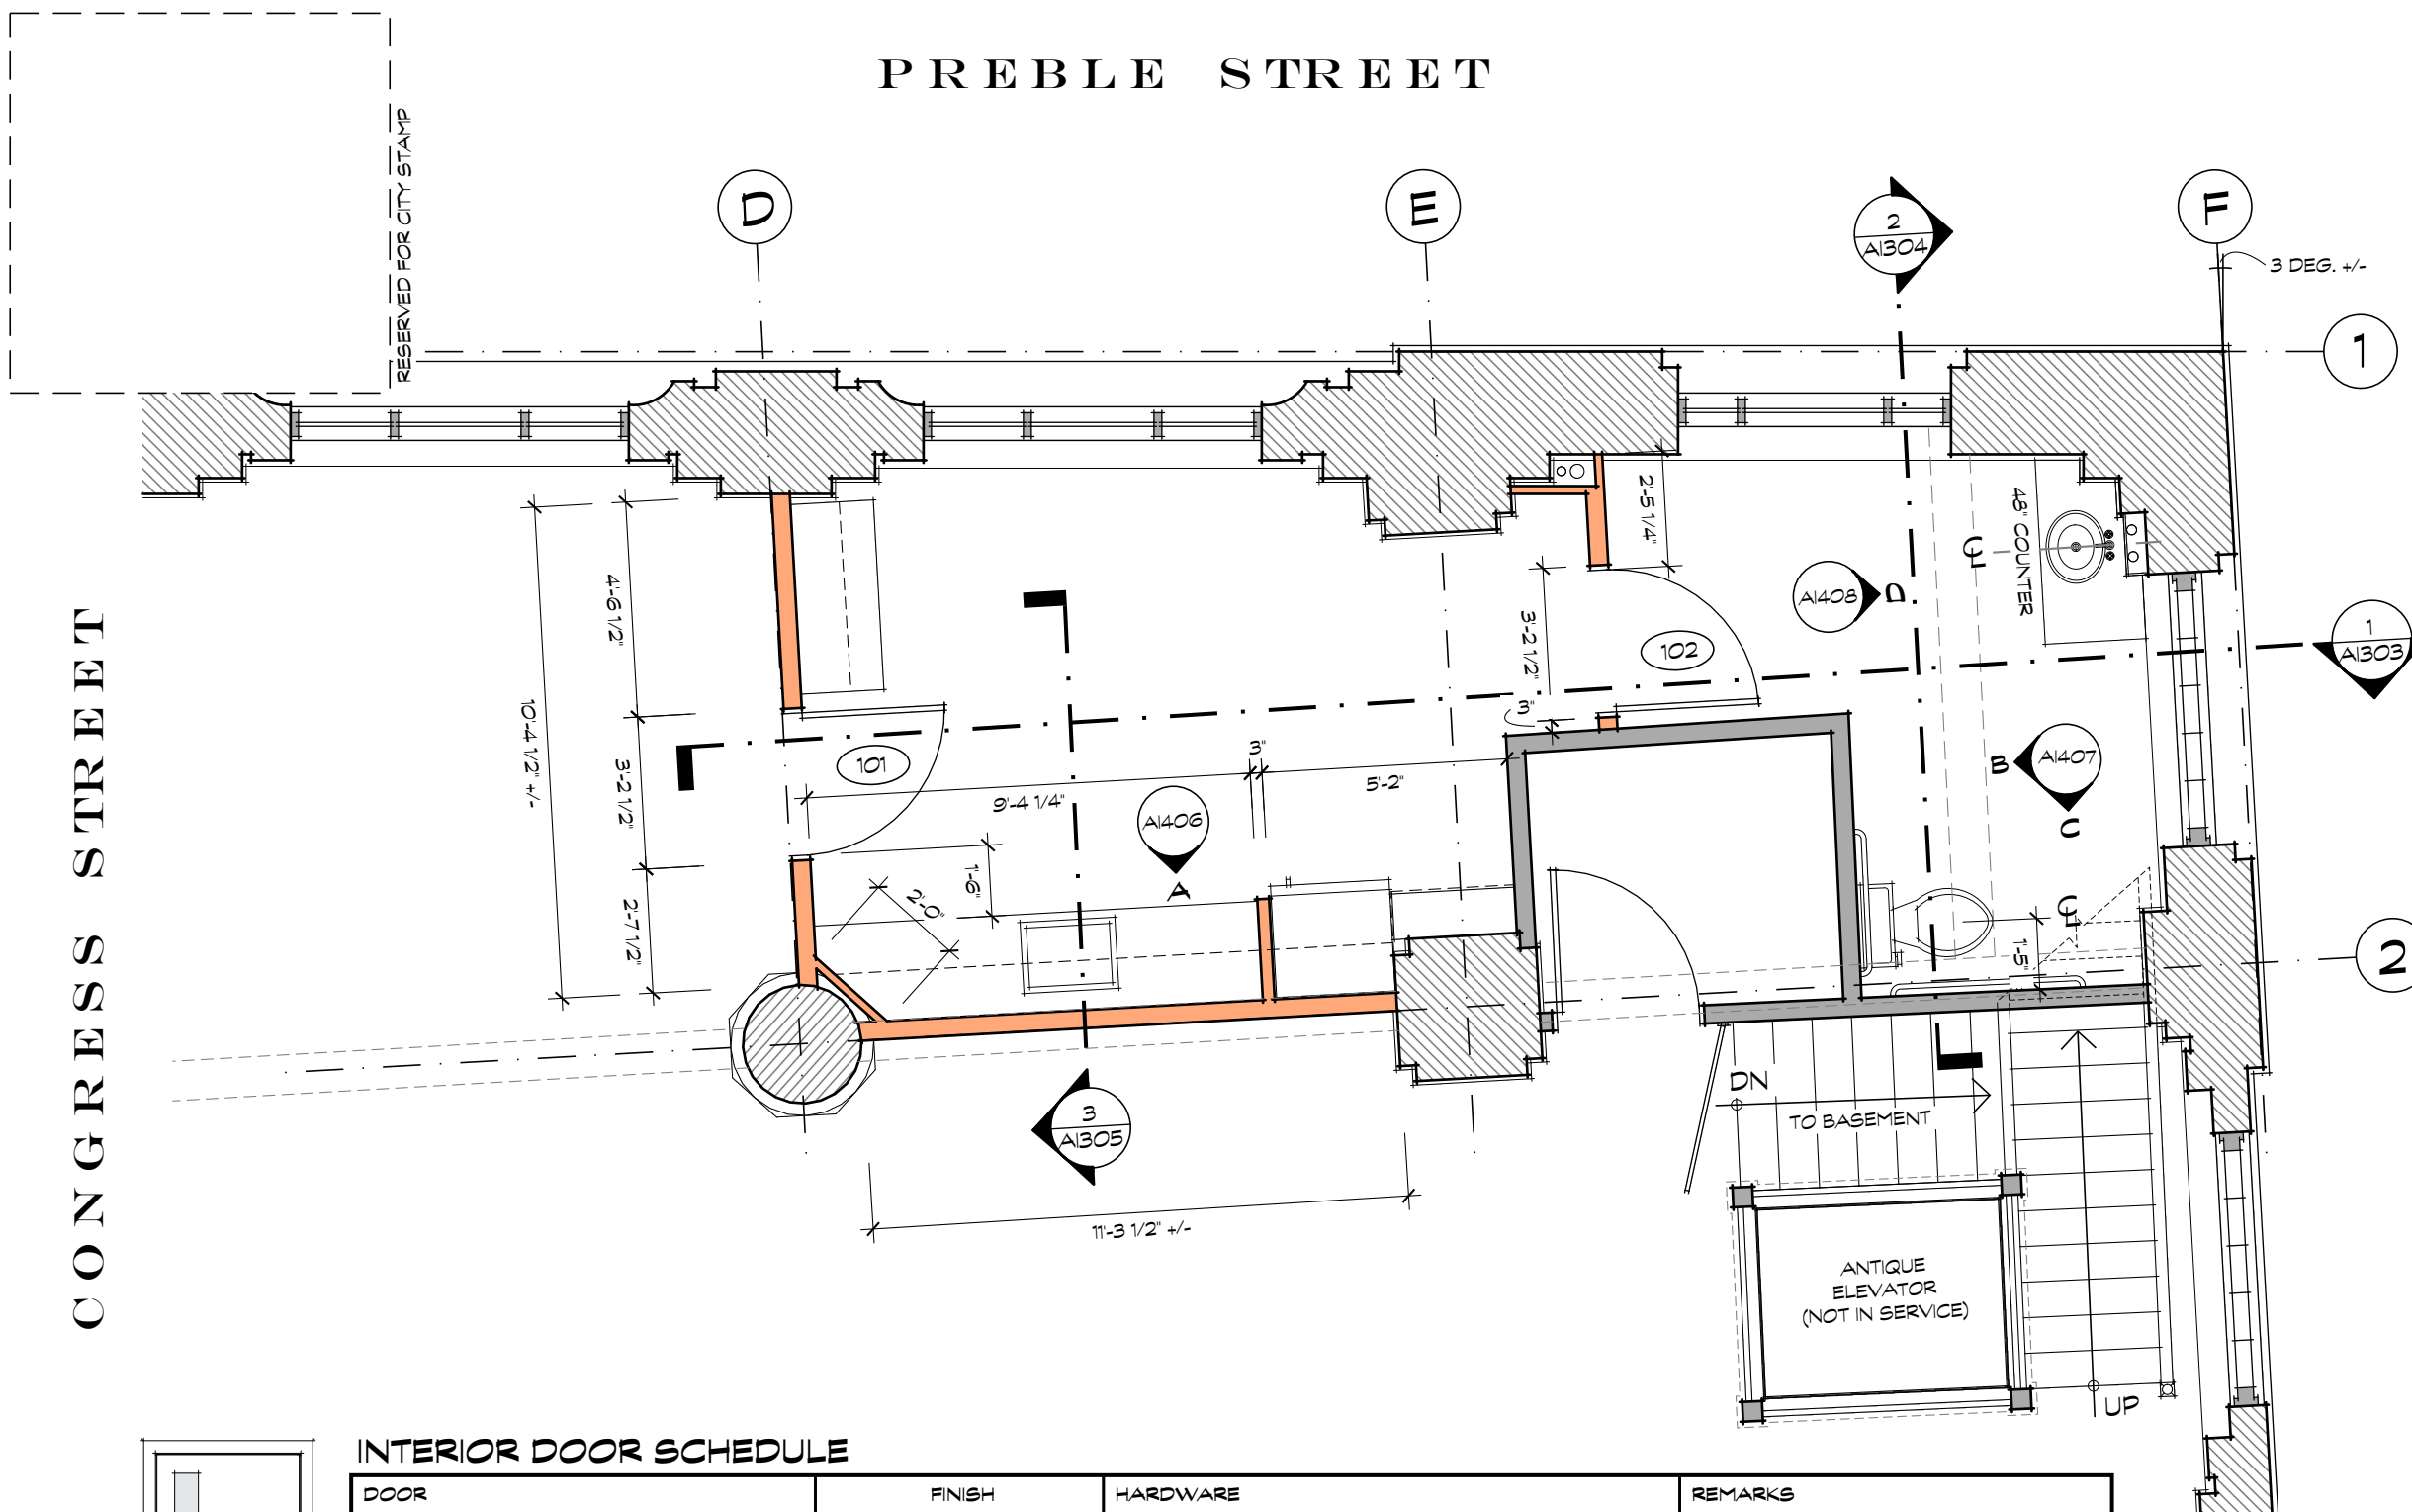 PREBLE STREET
RESERVED FOR CITY STAMP
D
E
2
A1304
F
3 DEG. +/-
1
CONGRESS STREET
4'-6 1/2"
10'-4 1/2" +/-
3'-2 1/2"
2'-7 1/2"
2'-5 1/4"
48" COUNTER
℄
A1408
D
3'-2 1/2"
102
1
A1303
3"
101
3"
9'-4 1/4"
5'-2"
A1406
A
B
A1407
C
1'-6"
2'-0"
℄
1'-5"
2
3
A1305
DN
TO BASEMENT
11'-3 1/2" +/-
ANTIQUE
ELEVATOR
(NOT IN SERVICE)
UP
INTERIOR DOOR SCHEDULE
DOOR
FINISH
HARDWARE
REMARKS